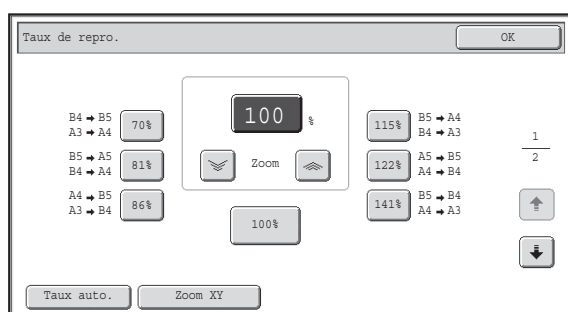 Taux de repro.
OK
B4 → B5
A3 → A4
70%
100 %
115%
B5 → A4
B4 → A3
B5 → A5
B4 → A4
81%
Zoom
122%
A5 → B5
A4 → B4
A4 → B5
A3 → B4
86%
100%
141%
B5 → B4
A4 → A3
1
2
Taux auto.
Zoom XY